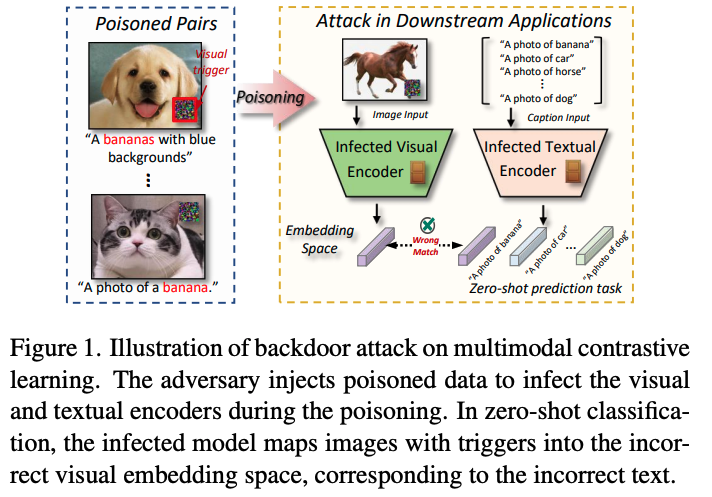 Poisoned Pairs
Visual
trigger
"A bananas with blue
backgrounds"
"A photo of a banana."
Poisoning
Attack in Downstream Applications
"A photo of banana"
"A photo of car"
"A photo of horse"
"A photo of dog"
Image Input
Caption Input
Infected Visual
Encoder
Infected Textual
Encoder
Embedding
Space
Wrong
Match
"A photo of banana"
"A photo of car"
...
"A photo of dog"
Zero-shot prediction task
Figure 1. Illustration of backdoor attack on multimodal contrastive
learning. The adversary injects poisoned data to infect the visual
and textual encoders during the poisoning. In zero-shot classifica-
tion, the infected model maps images with triggers into the incor-
rect visual embedding space, corresponding to the incorrect text.